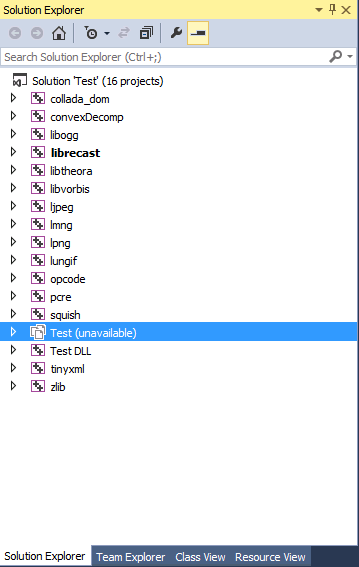 Solution Explorer
Search Solution Explorer (Ctrl+;)
Solution 'Test' (16 projects)
collada_dom
convexDecomp
libogg
librecast
libtheora
libvorbis
ljpeg
lmng
lpng
lungif
opcode
pcre
squish
Test (unavailable)
Test DLL
tinyxml
zlib
Solution Explorer Team Explorer Class View Resource View